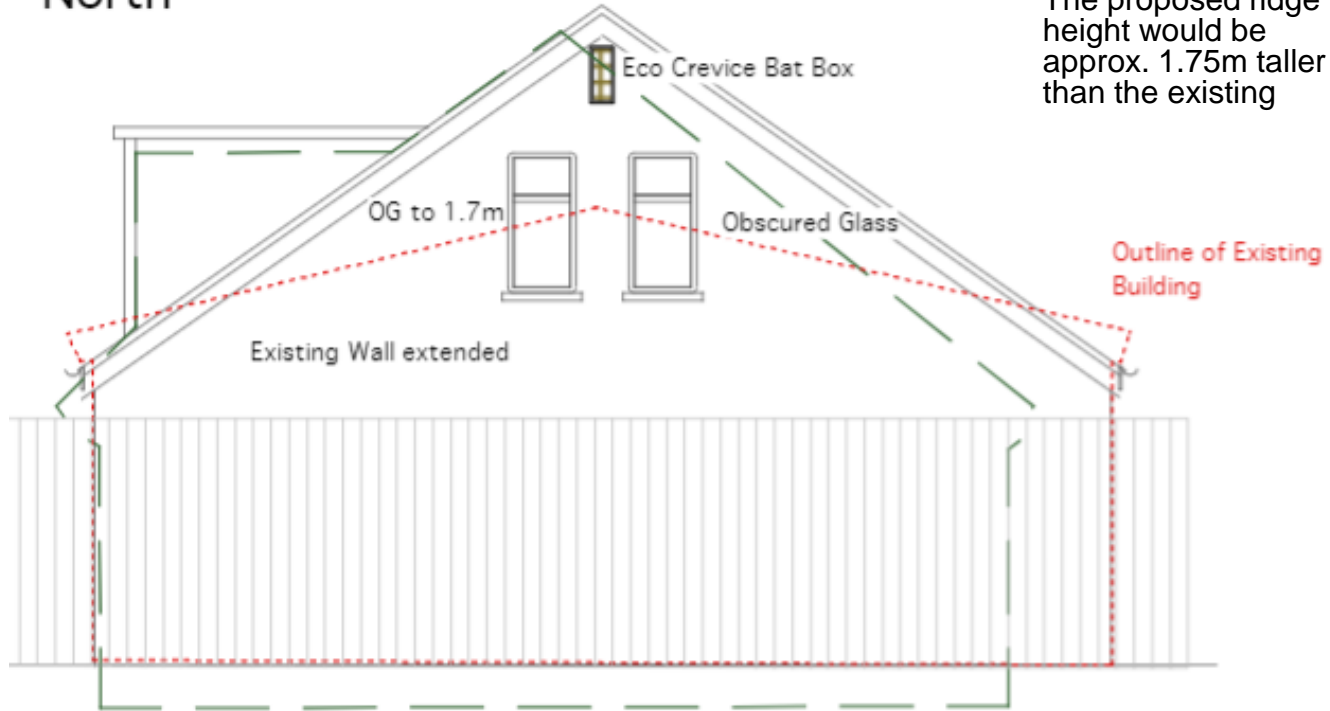 North
The proposed ridge
height would be
approx. 1.75m taller
than the existing
Eco Crevice Bat Box
OG to 1.7m
Obscured Glass
Outline of Existing
Building
Existing Wall extended